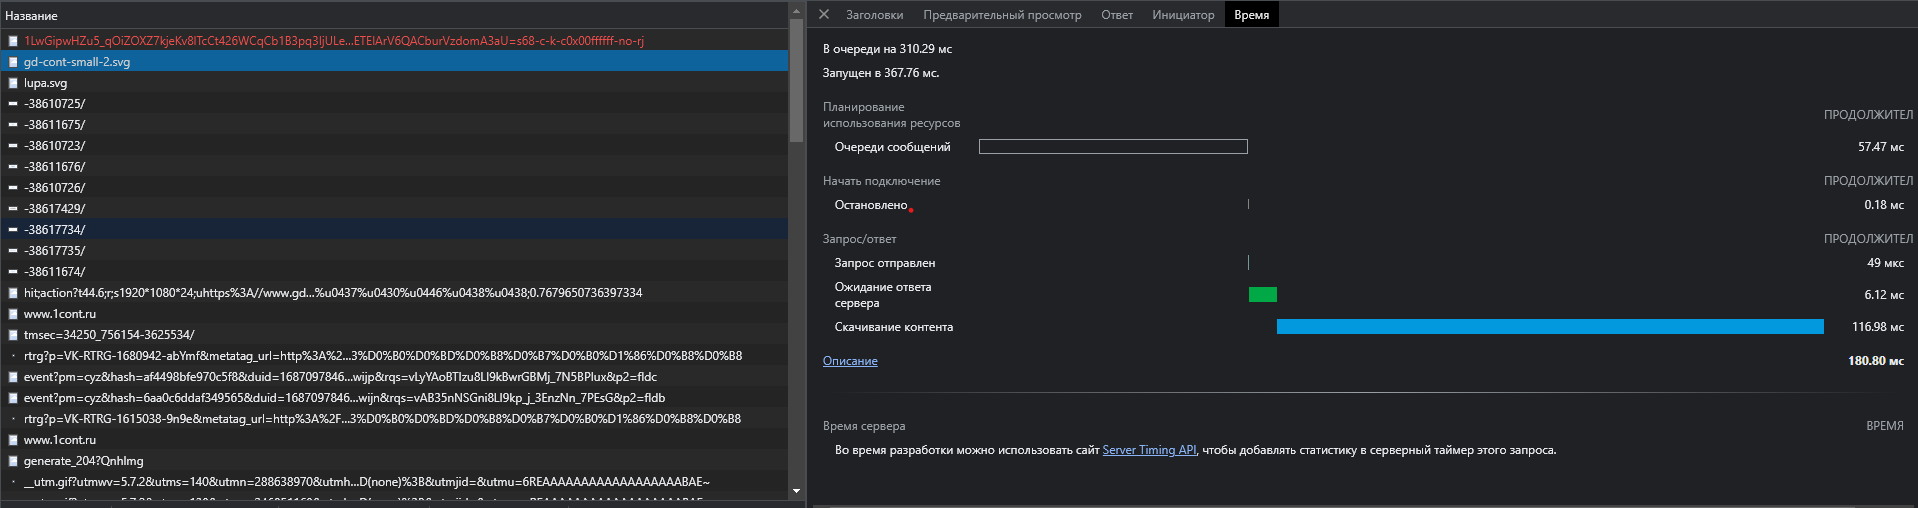 Название
1LwGipwHZu5_qOiZOXZ7kjeKv8lTcCt426WCqCb1B3pq3IjULe...ETElArV6QACburVzdomA3aU=s68-c-k-c0x00ffffff-no-rj
gd-cont-small-2.svg
lupa.svg
-38610725/
-38611675/
-38610723/
-38611676/
-38610726/
-38617429/
-38617734/
-38617735/
-38611674/
hit;action?t44.6;r;s1920*1080*24;uhttps%3A//www.gd...%u0437%u0430%u0446%u0438%u0438;0.7679650736397334
www.1cont.ru
tmsec=34250_756154-3625534/
rtrg?p=VK-RTRG-1680942-abYmf&metatag_url=http%3A%2...3%D0%B0%D0%BD%D0%B8%D0%B7%D0%B0%D1%86%D0%B8%D0%B8
event?pm=cyz&hash=af4498bfe970c5f8&duid=1687097846...wijp&rqs=vLyYAoBTIzu8LI9kBwrGBMj_7N5BPlux&p2=fldc
event?pm=cyz&hash=6aa0c6ddaf349565&duid=1687097846...wijn&rqs=vAB35nNSGni8LI9kp_j_3EnzNn_7PEsG&p2=fldb
rtrg?p=VK-RTRG-1615038-9n9e&metatag_url=http%3A%2F...3%D0%B0%D0%BD%D0%B8%D0%B7%D0%B0%D1%86%D0%B8%D0%B8
www.1cont.ru
generate_204?QnhImg
__utm.gif?utmwv=5.7.2&utms=140&utmn=288638970&utmh...D(none)%3B&utmjid=&utmu=6REAAAAAAAAAAAAAAAAAABAE~
Заголовки
Предварительный просмотр
Ответ
Инициатор
Время
В очереди на 310.29 мс
Запущен в 367.76 мс.
Планирование
использования ресурсов ПРОДОЛЖИТЕЛ
Очереди сообщений 57.47 мс
Начать подключение ПРОДОЛЖИТЕЛ
Остановлено 0.18 мс
Запрос/ответ ПРОДОЛЖИТЕЛ
Запрос отправлен 49 мкс
Ожидание ответа
сервера 6.12 мс
Скачивание контента 116.98 мс
Описание 180.80 мс
Время сервера ВРЕМЯ
Во время разработки можно использовать сайт Server Timing API, чтобы добавлять статистику в серверный таймер этого запроса.